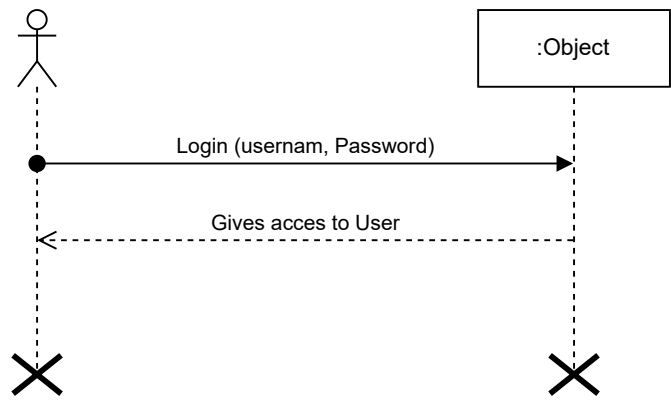 :Object
Login (usernam, Password)
Gives acces to User